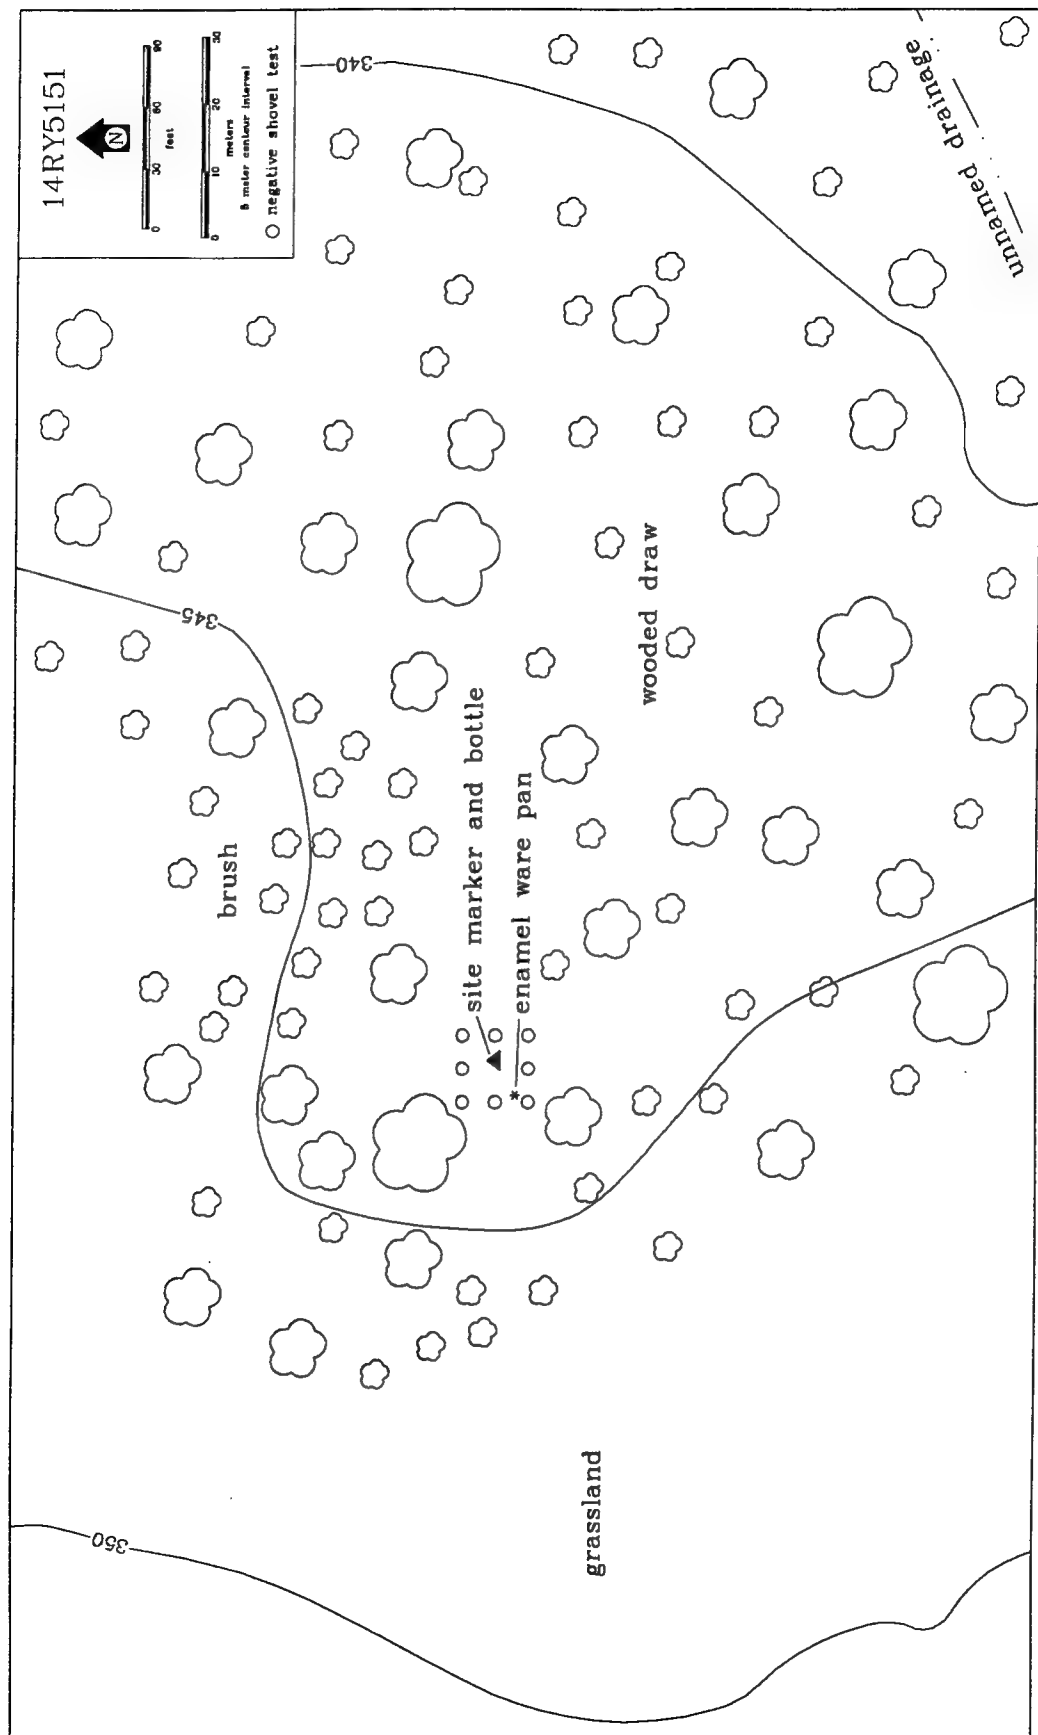 14RY5151
N
0 30 60 90
feet
0 10 20 30
meters
5 meter contour interval
negative shovel test
340
unnamed drainage
345
brush
wooded draw
site marker and bottle
enamel ware pan
*
grassland
350